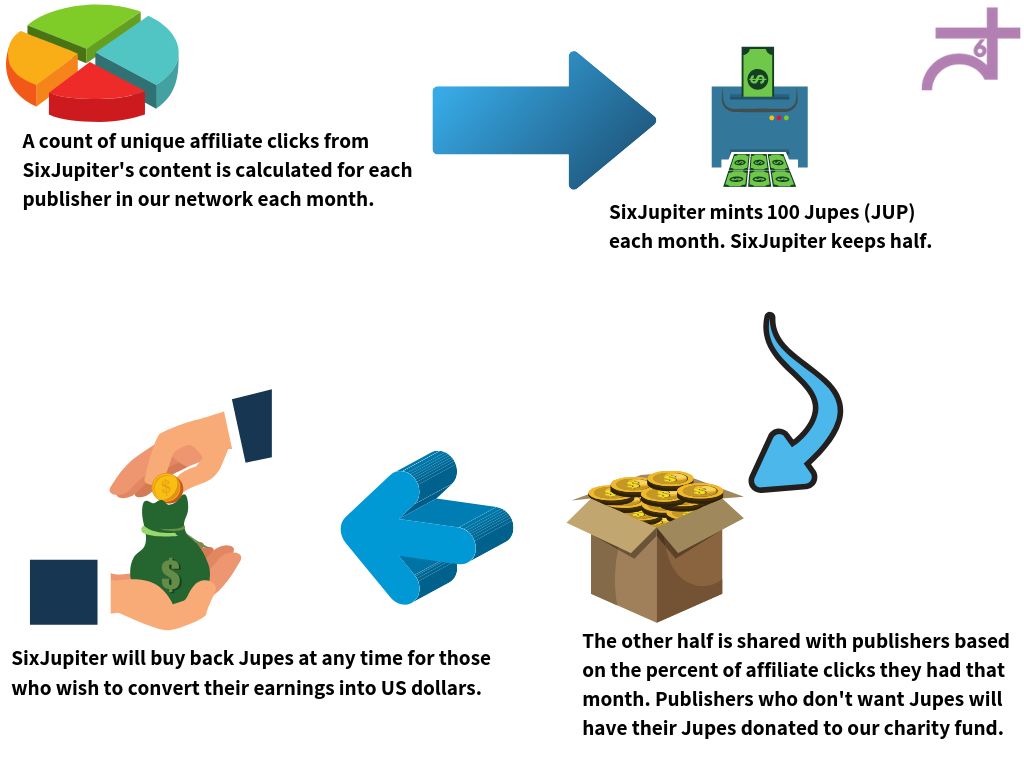 6
A count of unique affiliate clicks from
SixJupiter's content is calculated for each
publisher in our network each month.
SixJupiter mints 100 Jupes (JUP)
each month. SixJupiter keeps half.
The other half is shared with publishers based
on the percent of affiliate clicks they had that
month. Publishers who don't want Jupes will
have their Jupes donated to our charity fund.
$
$
SixJupiter will buy back Jupes at any time for those
who wish to convert their earnings into US dollars.